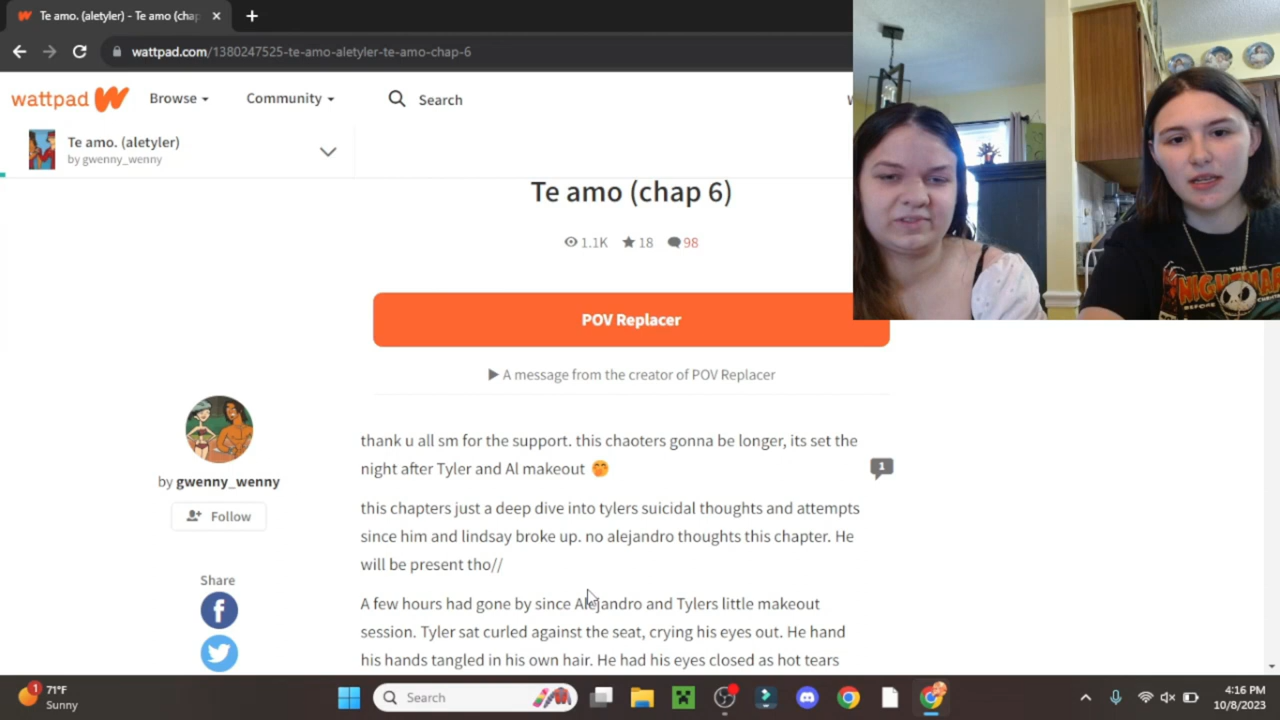 Te amo. (aletyler) - Te amo (chap
wattpad.com/1380247525-te-amo-aletyler-te-amo-chap-6
wattpad
Browse
Community
Search
Te amo. (aletyler)
by gwenny_wenny
Te amo (chap 6)
1.1K
18
98
POV Replacer
A message from the creator of POV Replacer
thank u all sm for the support. this chaoters gonna be longer, its set the
night after Tyler and Al makeout
1
this chapters just a deep dive into tylers suicidal thoughts and attempts
since him and lindsay broke up. no alejandro thoughts this chapter. He
will be present tho//
A few hours had gone by since Alejandro and Tylers little makeout
session. Tyler sat curled against the seat, crying his eyes out. He hand
his hands tangled in his own hair. He had his eyes closed as hot tears
by gwenny_wenny
Follow
Share
THE
NIGHTMAR
BEFORE CHRIS
1
71°F
Sunny
Search
4:16 PM
10/8/2023